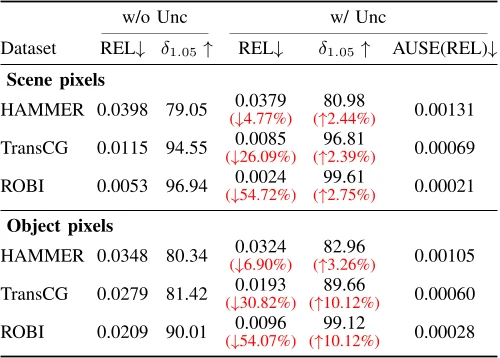 w/o Unc w/ Unc
Dataset REL↓ δ1.05 ↑ REL↓ δ1.05 ↑ AUSE(REL)↓
Scene pixels
HAMMER 0.0398 79.05 0.0379 80.98 0.00131
(↓4.77%) (↑2.44%)
TransCG 0.0115 94.55 0.0085 96.81 0.00069
(↓26.09%) (↑2.39%)
ROBI 0.0053 96.94 0.0024 99.61 0.00021
(↓54.72%) (↑2.75%)
Object pixels
HAMMER 0.0348 80.34 0.0324 82.96 0.00105
(↓6.90%) (↑3.26%)
TransCG 0.0279 81.42 0.0193 89.66 0.00060
(↓30.82%) (↑10.12%)
ROBI 0.0209 90.01 0.0096 99.12 0.00028
(↓54.07%) (↑10.12%)